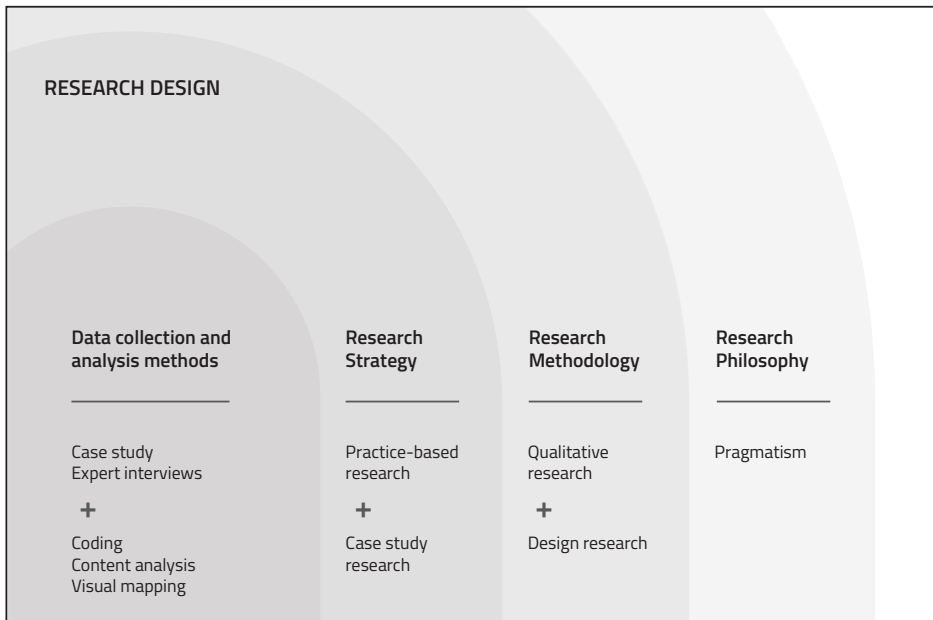 RESEARCH DESIGN
Data collection and
analysis methods
Case study
Expert interviews
+
Coding
Content analysis
Visual mapping
Research
Strategy
Practice-based
research
+
Case study
research
Research
Methodology
Qualitative
research
+
Design research
Research
Philosophy
Pragmatism